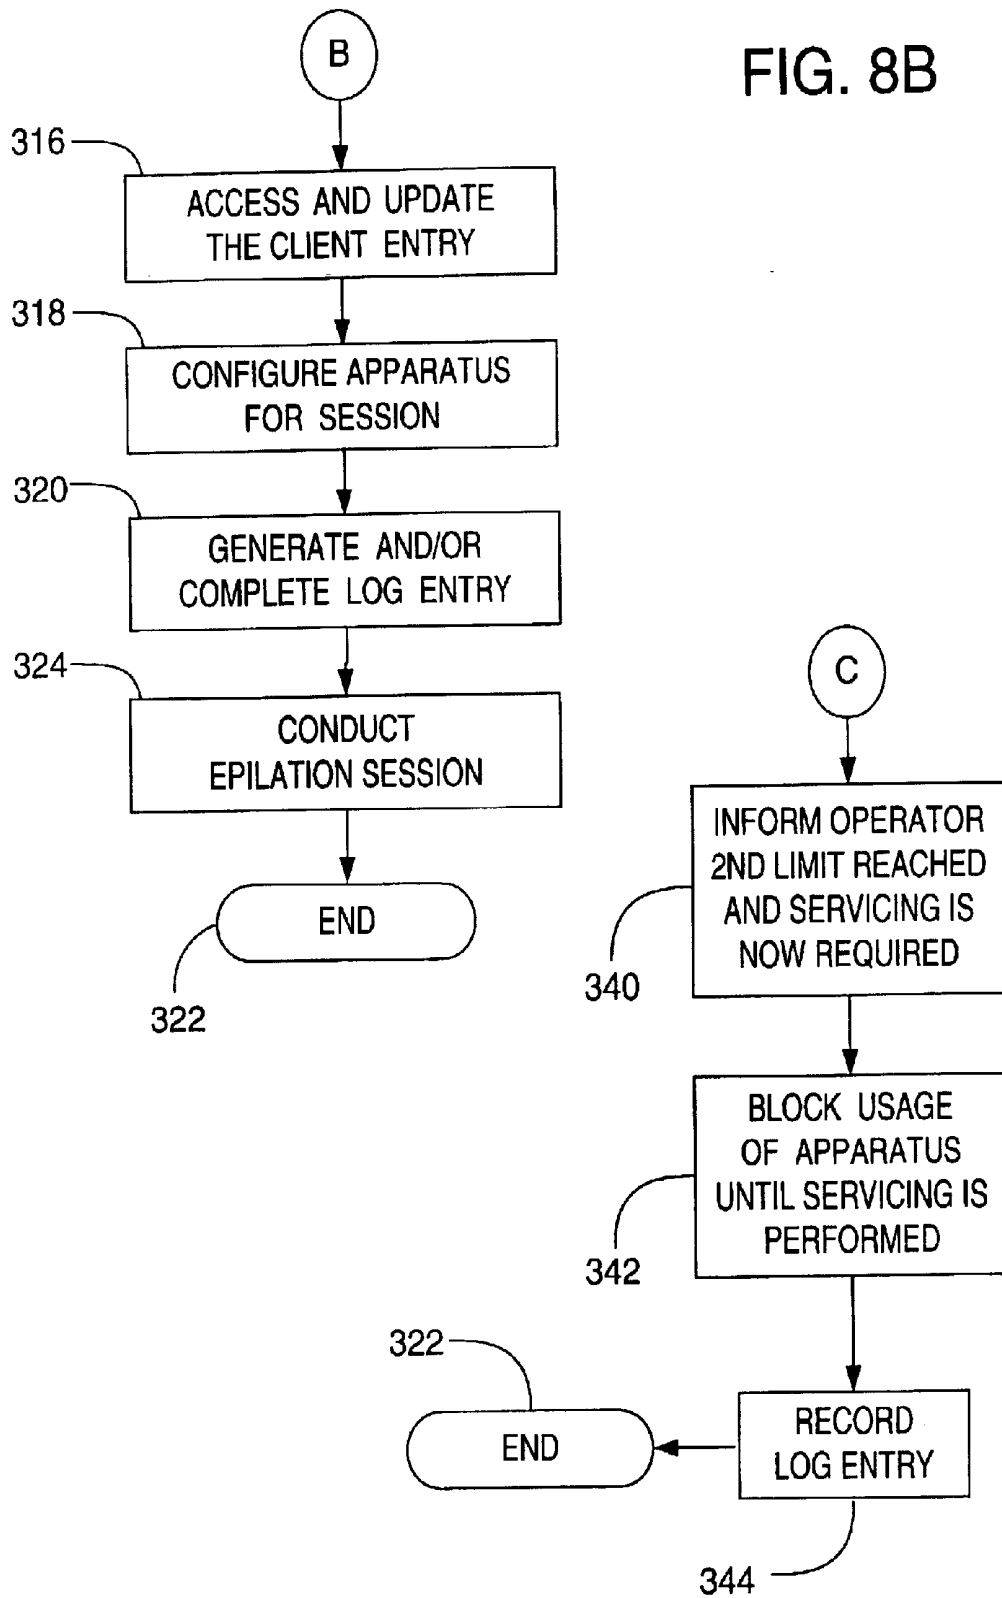 FIG. 8B
B
316
ACCESS AND UPDATE
THE CLIENT ENTRY
318
CONFIGURE APPARATUS
FOR SESSION
320
GENERATE AND/OR
COMPLETE LOG ENTRY
324
CONDUCT
EPILATION SESSION
END
322
C
INFORM OPERATOR
2ND LIMIT REACHED
AND SERVICING IS
NOW REQUIRED
340
BLOCK USAGE
OF APPARATUS
UNTIL SERVICING IS
PERFORMED
342
322
END
RECORD
LOG ENTRY
344